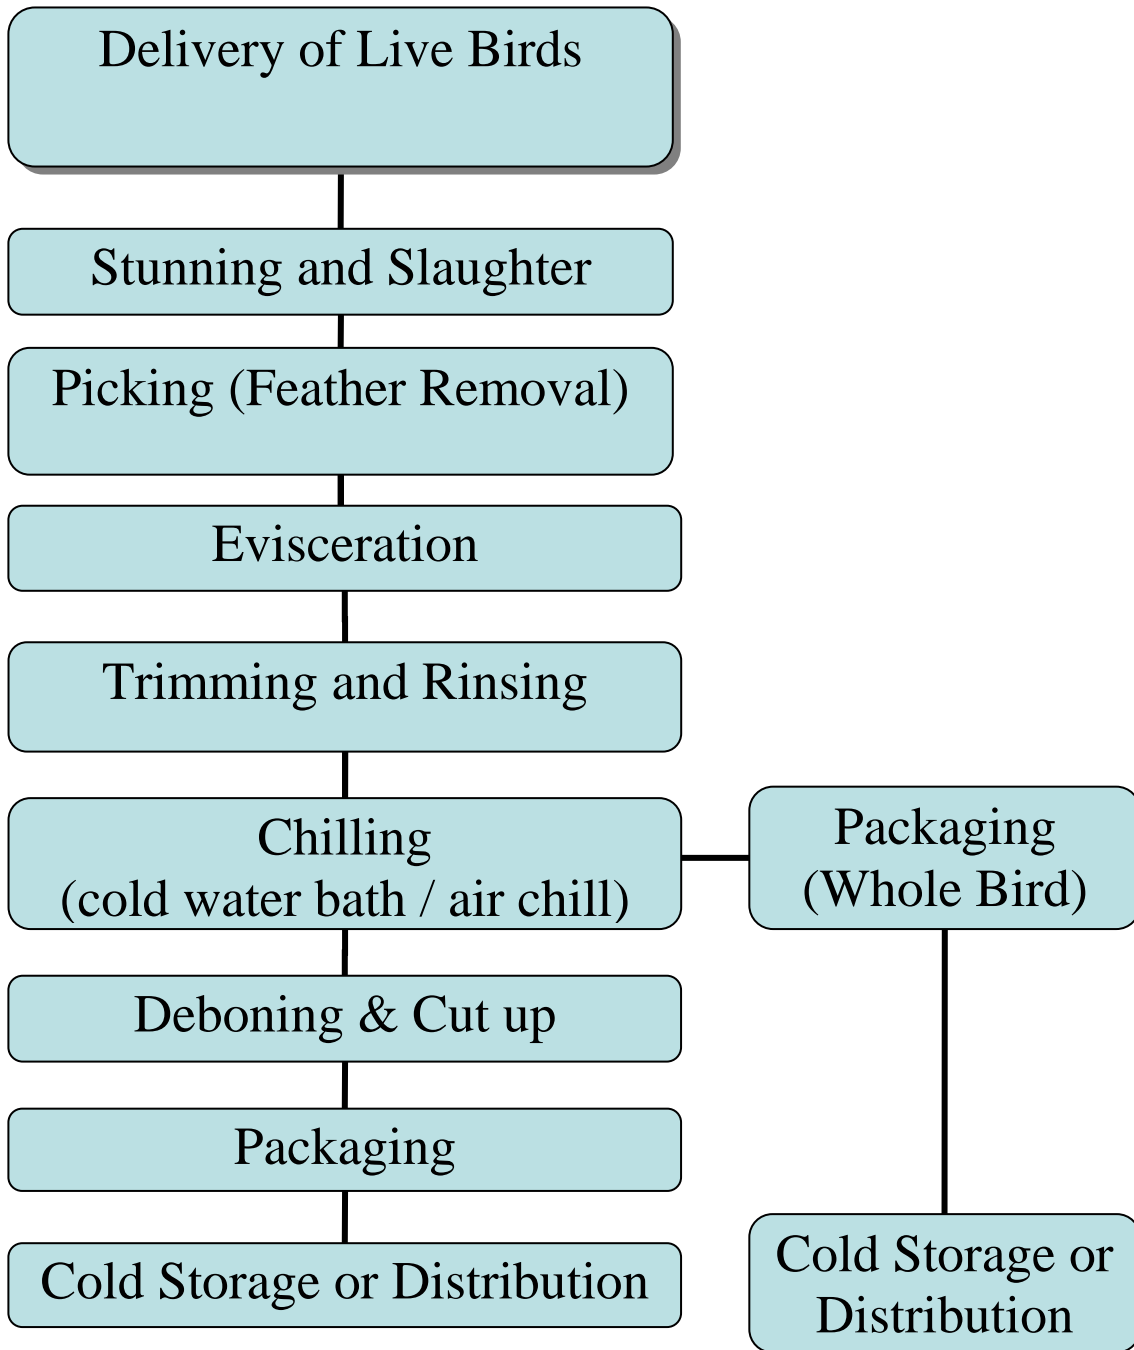 Delivery of Live Birds
Stunning and Slaughter
Picking (Feather Removal)
Evisceration
Trimming and Rinsing
Chilling
(cold water bath / air chill)
Packaging
(Whole Bird)
Deboning & Cut up
Packaging
Cold Storage or Distribution
Cold Storage or
Distribution